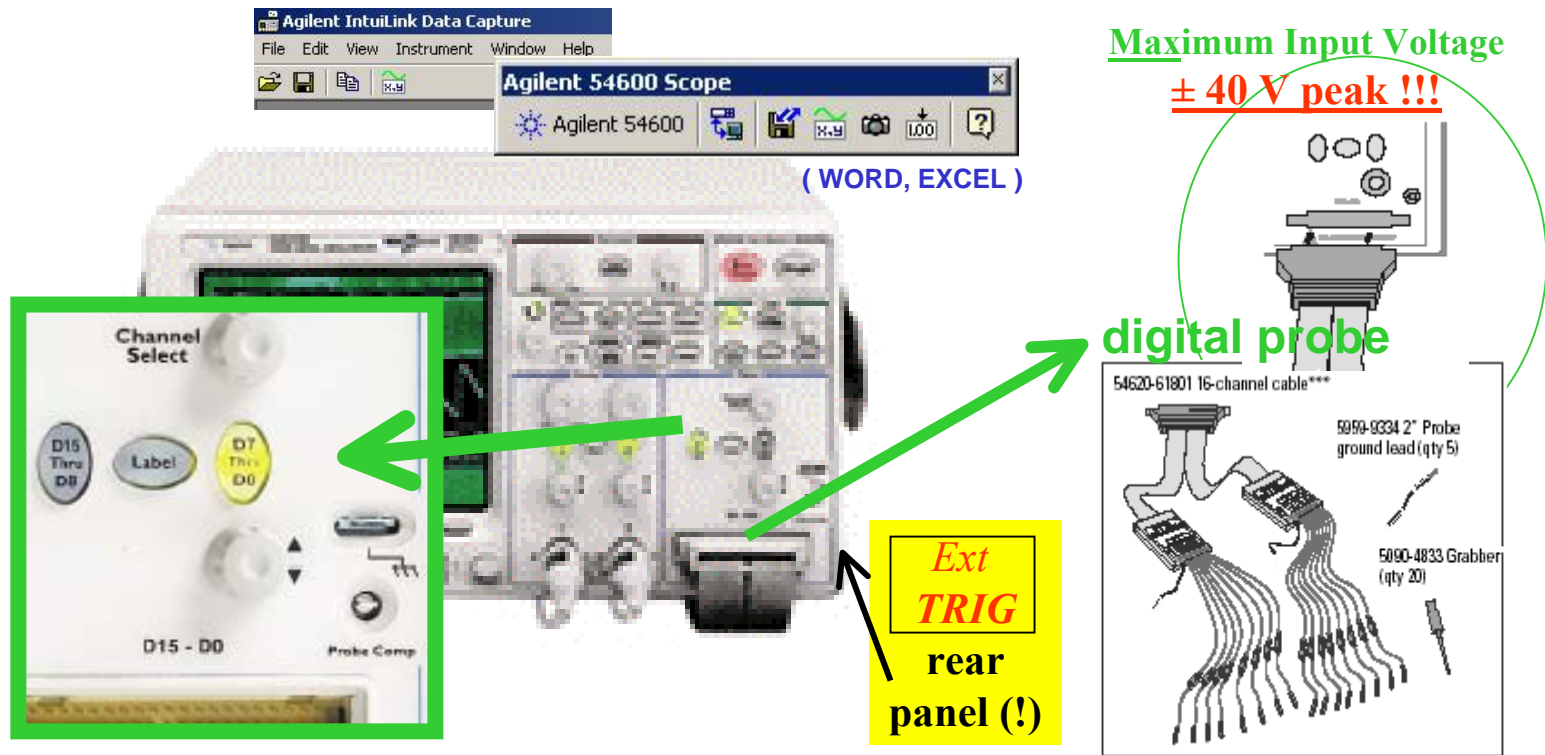 Agilent IntuiLink Data Capture
File Edit View Instrument Window Help
X,Y
Agilent 54600 Scope
Agilent 54600
X,Y
1.00
?
( WORD, EXCEL )
Maximum Input Voltage
± 40 V peak !!!
digital probe
54620-61801 16-channel cable***
5959-9334 2" Probe
ground lead (qty 5)
5090-4833 Grabber
(qty 20)
Channel
Select
D15
Thru
D8
Label
D7
Thru
D0
D15 - D0
Probe Comp
Ext
TRIG
rear
panel (!)